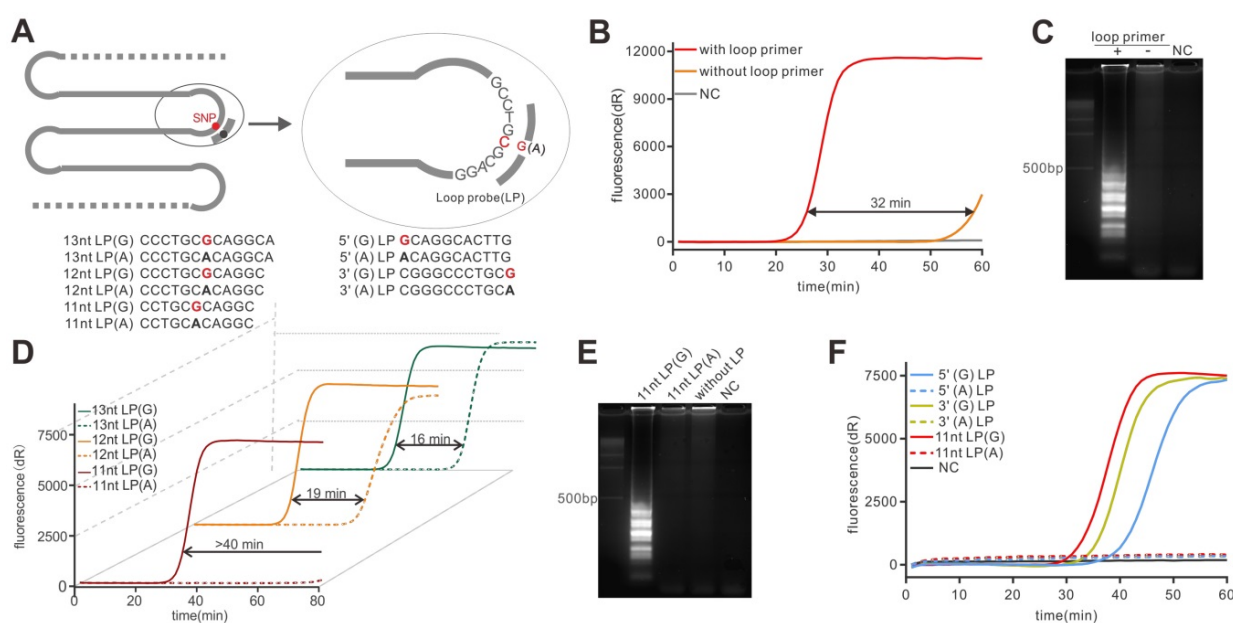 A
SNP
GCCTGCGCAGG
G(A)
Loop probe(LP)
13nt LP(G) CCCTGCGCAGGCA
13nt LP(A) CCCTGCACAGGCA
12nt LP(G) CCCTGCGCAGGC
12nt LP(A) CCCTGCACAGGC
11nt LP(G) CCTGCGCAGGC
11nt LP(A) CCTGCACAGGC
5' (G) LP GCAGGCACTTG
5' (A) LP ACAGGCACTTG
3' (G) LP CGGGCCCTGCG
3' (A) LP CGGGCCCTGCA
B
fluorescence(dR)
12000
9000
6000
3000
0
with loop primer
without loop primer
NC
32 min
0 10 20 30 40 50 60
time(min)
C
loop primer
+ - NC
500bp
D
fluorescence(dR)
7500
5000
2500
0
13nt LP(G)
13nt LP(A)
12nt LP(G)
12nt LP(A)
11nt LP(G)
11nt LP(A)
16 min
19 min
>40 min
0 20 40 60 80
time(min)
E
11nt LP(G)
11nt LP(A)
without LP
NC
500bp
F
fluorescence(dR)
7500
5000
2500
0
5' (G) LP
5' (A) LP
3' (G) LP
3' (A) LP
11nt LP(G)
11nt LP(A)
NC
0 10 20 30 40 50 60
time(min)